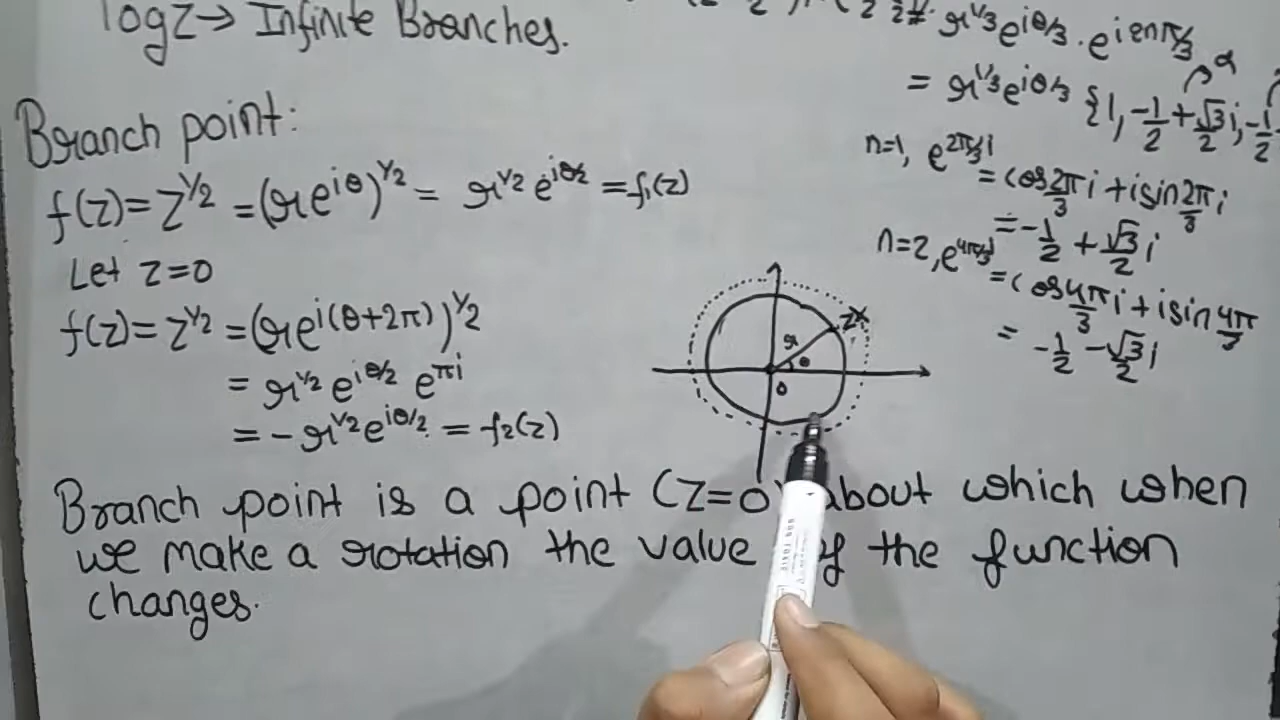 logz → Infinite Branches.
Branch point:
f(z) = z^{1/2} = (re^{iθ})^{1/2} = r^{1/2} e^{iθ/2} = f₁(z)
Let z=0
f(z) = z^{1/2} = (re^{i(θ+2π)})^{1/2}
= r^{1/2} e^{iθ/2} e^{πi}
= -r^{1/2} e^{iθ/2} = f₂(z)
Branch point is a point (z=0) about which when
we make a rotation the value of the function
changes.
r^{1/3} e^{iθ/3} . e^{i2nπ/3}
= r^{1/3} e^{iθ/3} {1, -1/2 + √3/2 i, -1/2
α
n=1, e^{2π/3 i}
= cos 2π/3 i + i sin 2π/3 i
= -1/2 + √3/2 i
n=2, e^{4π/3 i}
= cos 4π/3 i + i sin 4π/3
= -1/2 - √3/2 i
z
r
θ
0